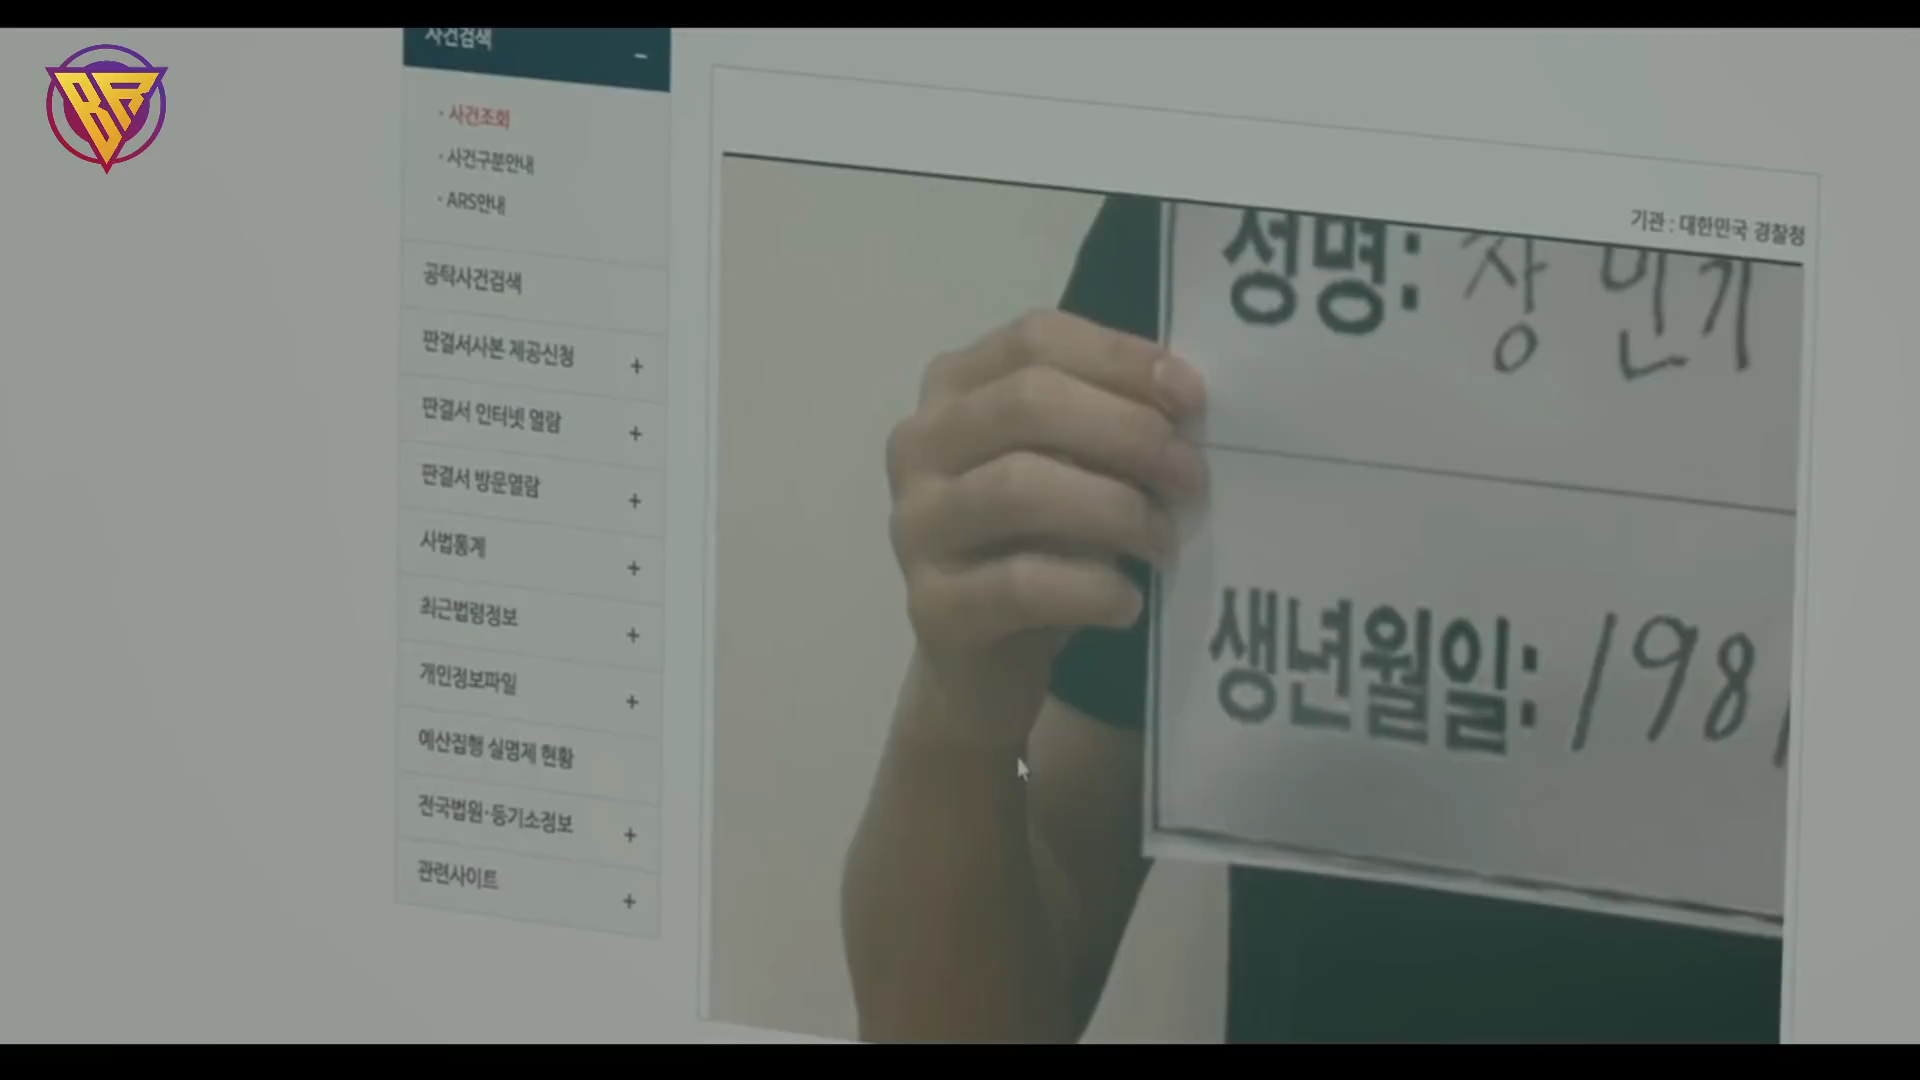 사건검색
· 사건조회
· 사건구분안내
· ARS안내
공탁사건검색
판결서사본 제공신청
판결서 인터넷 열람
판결서 방문열람
사법통계
최근법령정보
개인정보파일
예산집행 실명제 현황
전국법원·등기소정보
관련사이트
기관 : 대한민국 경찰청
성명: 장민기
생년월일: 198